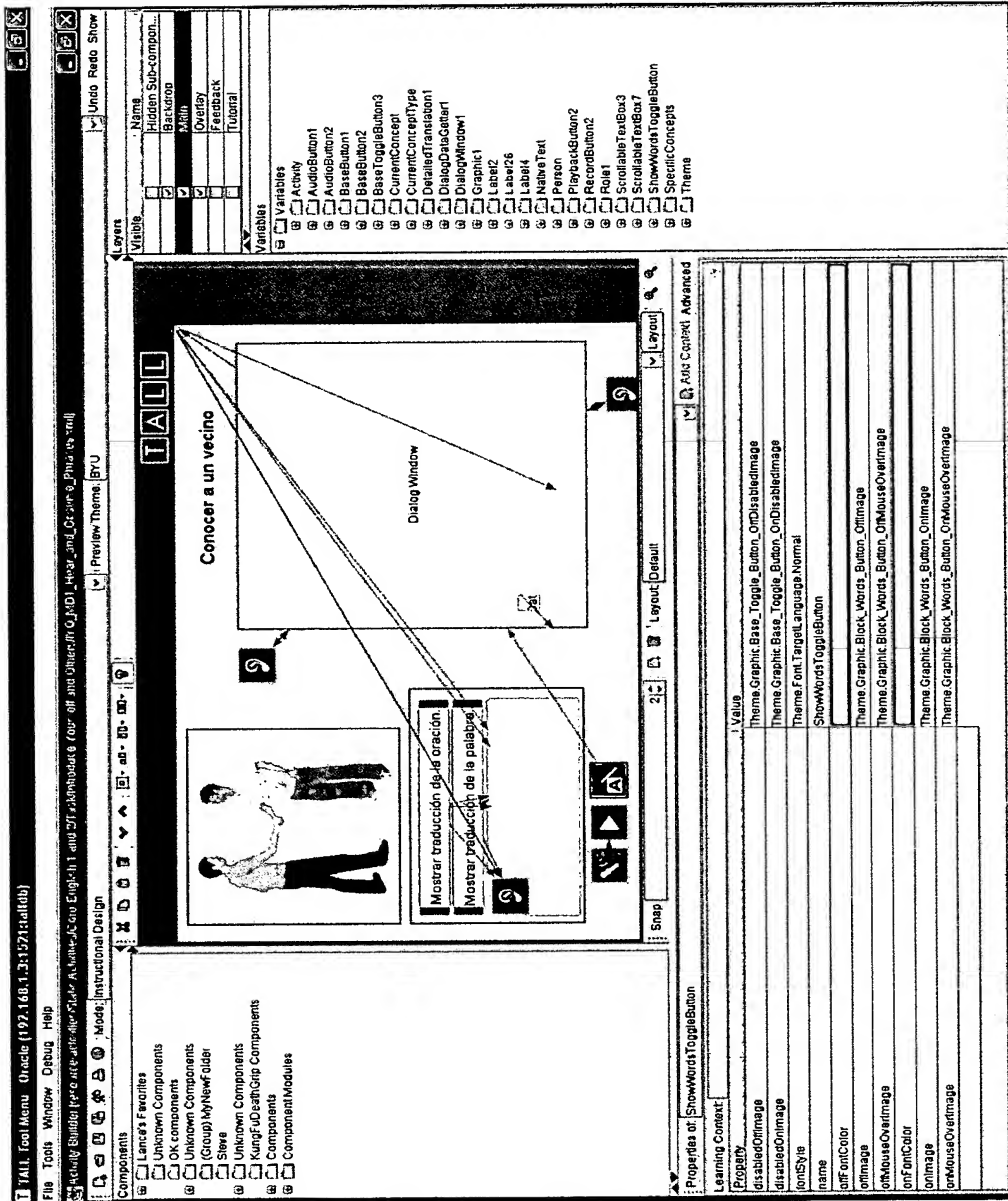 TALL Tool Menu Oracle (192.168.1.3:1521:talldb)
File Tools Window Debug Help
Activity Builder
Mode: Instructional Design
Preview Theme: BYU
Undo Redo Show
Components
Lance's Favorites
Unknown Components
OK components
Unknown Components
(Group) MyNewFolder
Steve
Unknown Components
KungFuDeathGrip Components
Components
Component Modules
T A L L
Conocer a un vecino
Mostrar traducción de la oración
Mostrar traducción de la palabra
Dialog Window
Snap
2
Layout: Default
Layout
Layers
Visible
Name
Hidden Sub-compon...
Backdrop
Main
Overlay
Feedback
Tutorial
Variables
Variables
Activity
AudioButton1
AudioButton2
BaseButton1
BaseButton2
BaseToggleButton3
CurrentConcept
CurrentConceptType
DetailedTranslation1
DialogDataGetter1
DialogWindow1
Graphic1
Label2
Label26
Label4
NativeText
Person
PlaybackButton2
RecordButton2
Role1
ScrollableTextBox3
ScrollableTextBox7
ShowWordsToggleButton
SpecificConcepts
Theme
Properties of: ShowWordsToggleButton
Add Context Advanced
Learning Context:
Property Value
disabledOffImage Theme.Graphic.Base_Toggle_Button_OffDisabledImage
disabledOnImage Theme.Graphic.Base_Toggle_Button_OnDisabledImage
fontStyle Theme.Font.TargetLanguage.Normal
name ShowWordsToggleButton
offFontColor
offImage Theme.Graphic.Block_Words_Button_OffImage
offMouseOverImage Theme.Graphic.Block_Words_Button_OffMouseOverImage
onFontColor
onImage Theme.Graphic.Block_Words_Button_OnImage
onMouseOverImage Theme.Graphic.Block_Words_Button_OnMouseOverImage